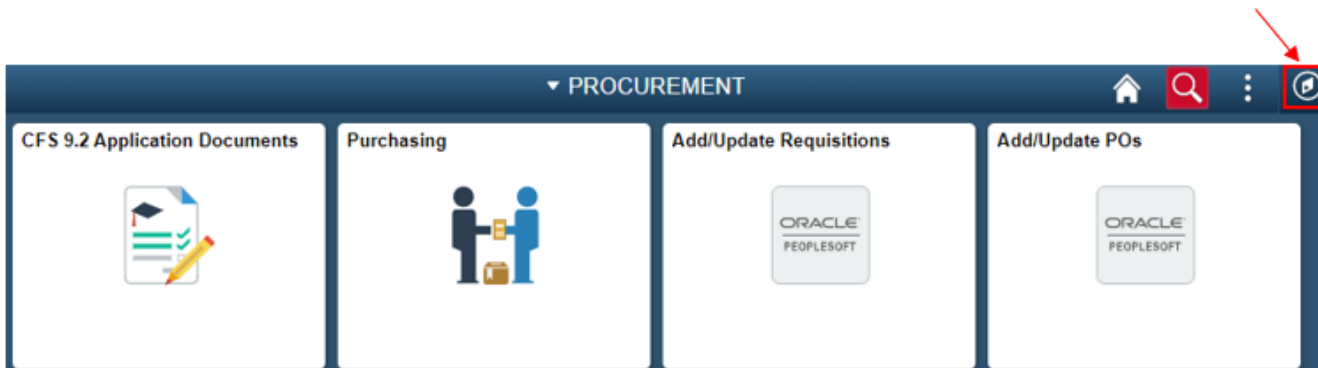 PROCUREMENT
CFS 9.2 Application Documents
Purchasing
Add/Update Requisitions
Add/Update POs
ORACLE
PEOPLESOFT
ORACLE
PEOPLESOFT